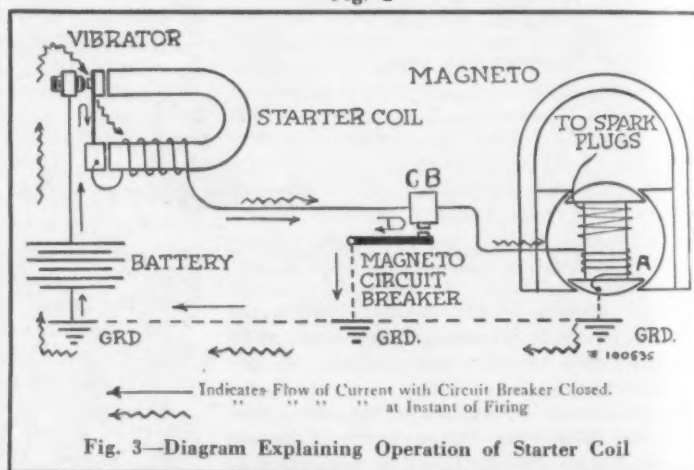 VIBRATOR
MAGNETO
STARTER COIL
TO SPARK
PLUGS
C B
A
BATTERY
MAGNETO
CIRCUIT
BREAKER
GRD
GRD.
GRD.
Indicates Flow of Current with Circuit Breaker Closed.
" " " " at Instant of Firing
Fig. 3—Diagram Explaining Operation of Starter Coil